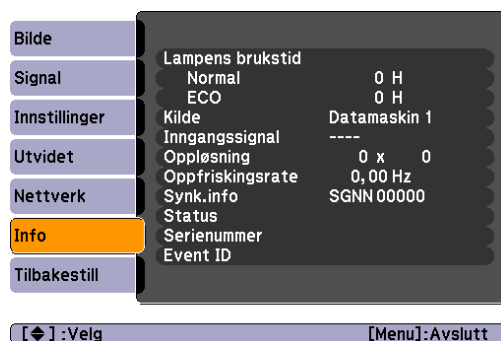 Bilde
Signal
Innstillinger
Utvidet
Nettverk
Info
Tilbakestill
Lampens brukstid
Normal 0 H
ECO 0 H
Kilde Datamaskin 1
Inngangssignal ----
Oppløsning 0 x 0
Oppfriskingsrate 0,00 Hz
Synk.info SGNN 00000
Status
Serienummer
Event ID
[◆] :Velg [Menu]:Avslutt